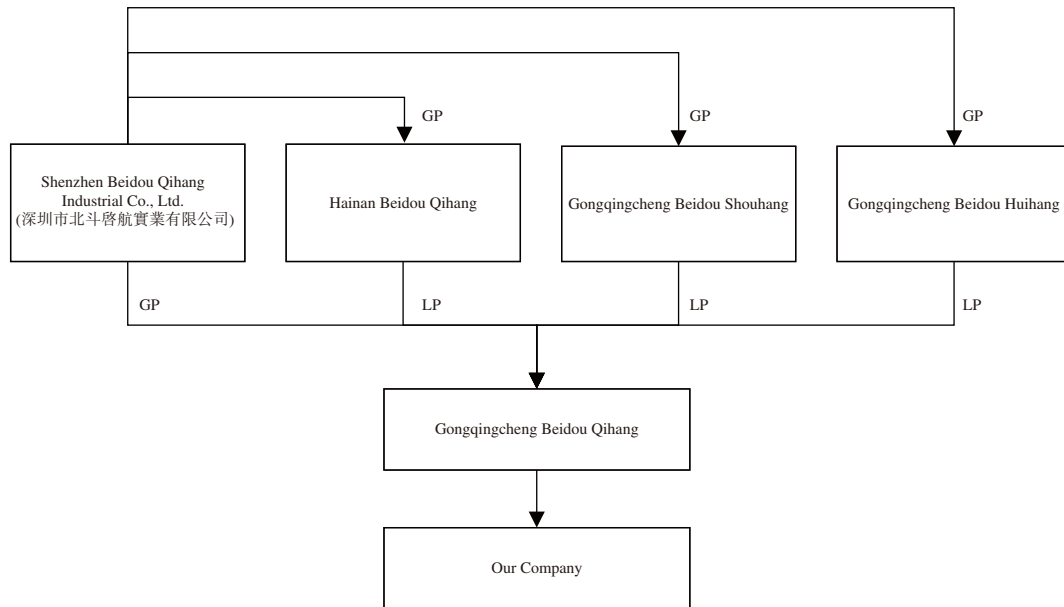 GP
GP
GP
Shenzhen Beidou Qihang
Industrial Co., Ltd.
(深圳市北斗啓航實業有限公司)
Hainan Beidou Qihang
Gongqingcheng Beidou Shouhang
Gongqingcheng Beidou Huihang
GP
LP
LP
LP
Gongqingcheng Beidou Qihang
Our Company